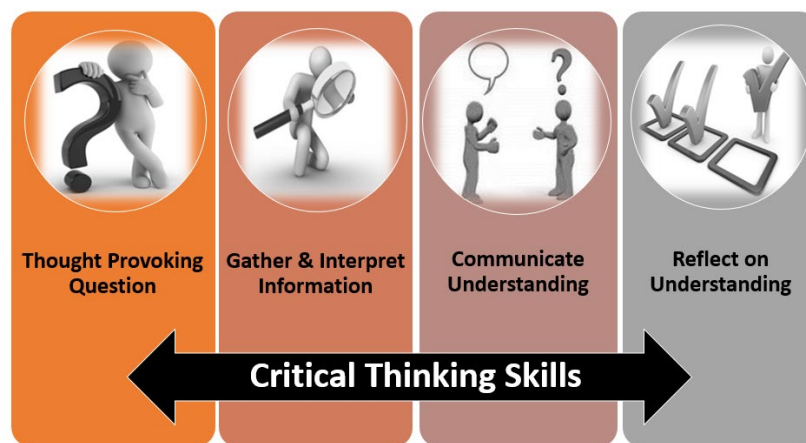 Thought Provoking
Question
Gather & Interpret
Information
Communicate
Understanding
Reflect on
Understanding
Critical Thinking Skills